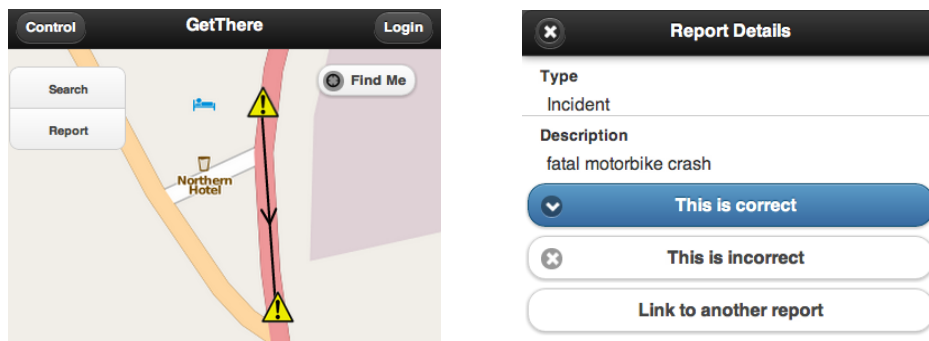 Control
GetThere
Login
Search
Report
Find Me
Northern
Hotel
Report Details
Type
Incident
Description
fatal motorbike crash
This is correct
This is incorrect
Link to another report